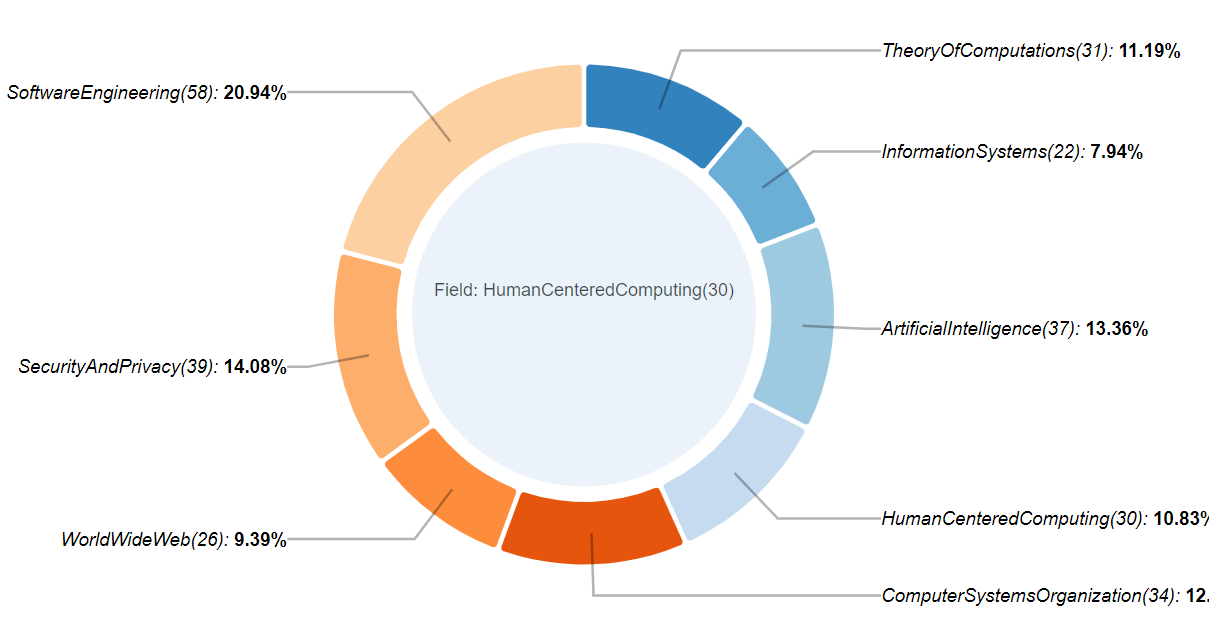 TheoryOfComputations(31): 11.19%
SoftwareEngineering(58): 20.94%
InformationSystems(22): 7.94%
Field: HumanCenteredComputing(30)
ArtificialIntelligence(37): 13.36%
SecurityAndPrivacy(39): 14.08%
HumanCenteredComputing(30): 10.83%
WorldWideWeb(26): 9.39%
ComputerSystemsOrganization(34): 12.